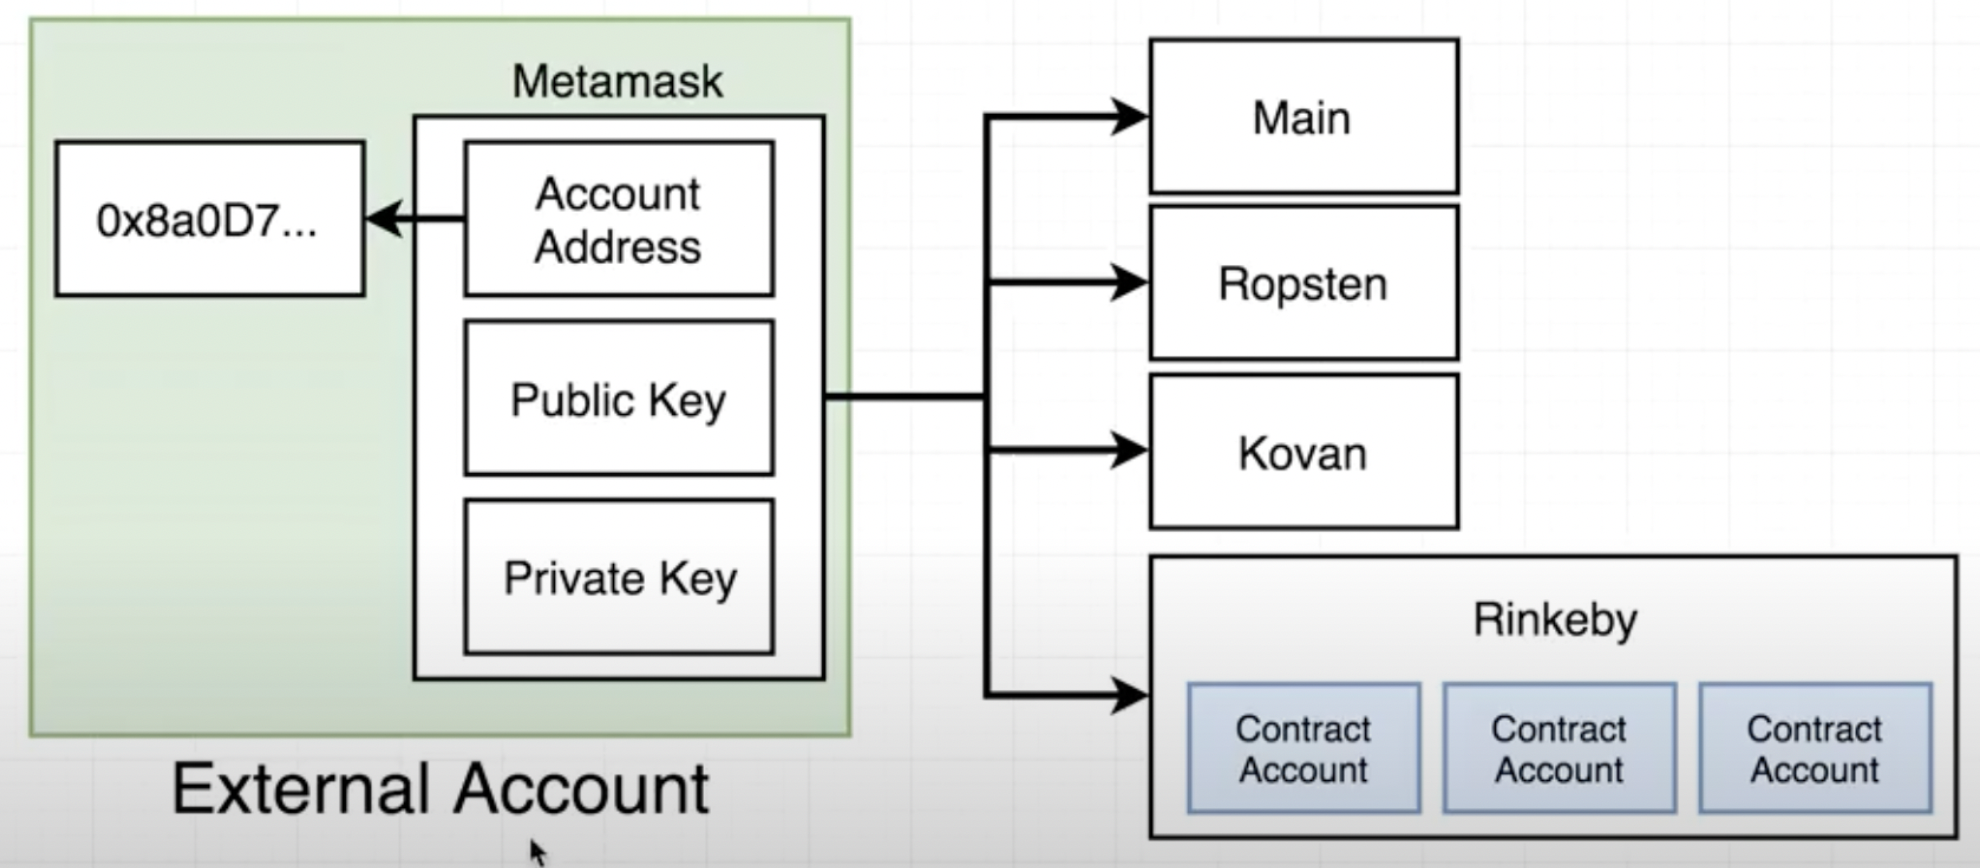 Metamask
0x8a0D7...
Account
Address
Public Key
Private Key
External Account
Main
Ropsten
Kovan
Rinkeby
Contract
Account
Contract
Account
Contract
Account